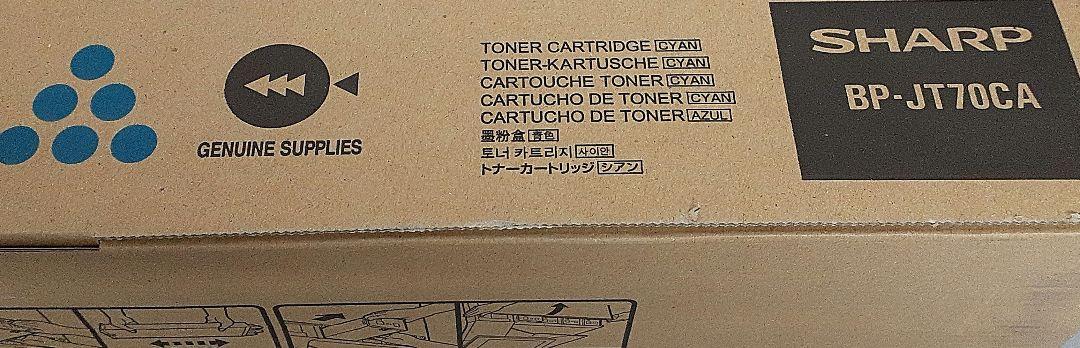 GENUINE SUPPLIES
TONER CARTRIDGE CYAN
TONER-KARTUSCHE CYAN
CARTOUCHE TONER CYAN
CARTUCHO DE TONER CYAN
CARTUCHO DE TONER AZUL
墨粉盒 青色
토너 카트리지 사이안
トナーカートリッジ シアン
SHARP
BP-JT70CA